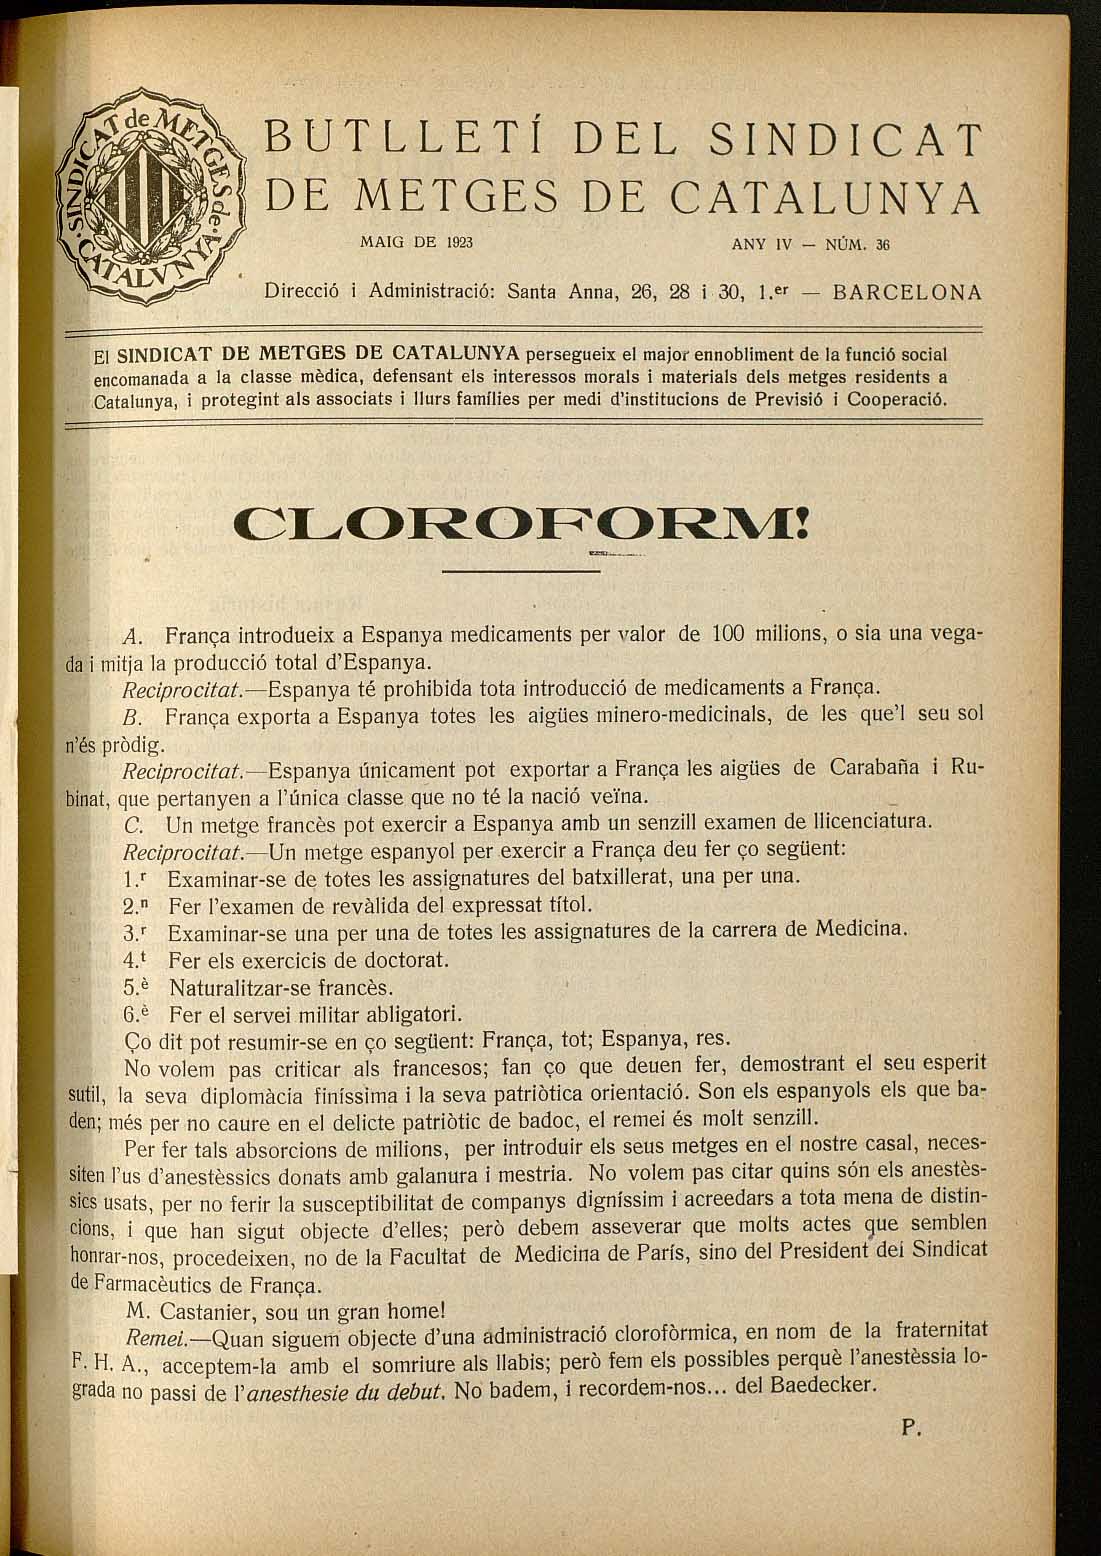 SINDICAT de METGES de CATALVNYA
BUTLLETÍ DEL SINDICAT
DE METGES DE CATALUNYA
MAIG DE 1923 ANY IV — NÚM. 36
Direcció i Administració: Santa Anna, 26, 28 i 30, 1.er — BARCELONA
El SINDICAT DE METGES DE CATALUNYA persegueix el major ennobliment de la funció social
encomanada a la classe mèdica, defensant els interessos morals i materials dels metges residents a
Catalunya, i protegint als associats i llurs famílies per medi d'institucions de Previsió i Cooperació.
CLOROFORM!
A. França introdueix a Espanya medicaments per valor de 100 milions, o sia una vega-
da i mitja la producció total d'Espanya.
Reciprocitat.—Espanya té prohibida tota introducció de medicaments a França.
B. França exporta a Espanya totes les aigües minero-medicinals, de les que'l seu sol
n'és pròdig.
Reciprocitat.—Espanya únicament pot exportar a França les aigües de Carabaña i Ru-
binat, que pertanyen a l'única classe que no té la nació veïna.
C. Un metge francès pot exercir a Espanya amb un senzill examen de llicenciatura.
Reciprocitat.—Un metge espanyol per exercir a França deu fer ço següent:
1.r Examinar-se de totes les assignatures del batxillerat, una per una.
2.n Fer l'examen de revàlida del expressat títol.
3.r Examinar-se una per una de totes les assignatures de la carrera de Medicina.
4.t Fer els exercicis de doctorat.
5.è Naturalitzar-se francès.
6.è Fer el servei militar abligatori.
Ço dit pot resumir-se en ço següent: França, tot; Espanya, res.
No volem pas criticar als francesos; fan ço que deuen fer, demostrant el seu esperit
sutil, la seva diplomàcia finíssima i la seva patriòtica orientació. Son els espanyols els que ba-
den; més per no caure en el delicte patriòtic de badoc, el remei és molt senzill.
Per fer tals absorcions de milions, per introduir els seus metges en el nostre casal, neces-
siten l'us d'anestèssics donats amb galanura i mestria. No volem pas citar quins són els anestès-
sics usats, per no ferir la susceptibilitat de companys digníssim i acreedars a tota mena de distin-
cions, i que han sigut objecte d'elles; però debem asseverar que molts actes que semblen
honrar-nos, procedeixen, no de la Facultat de Medicina de París, sino del President del Sindicat
de Farmacèutics de França.
M. Castanier, sou un gran home!
Remei.—Quan siguem objecte d'una administració clorofòrmica, en nom de la fraternitat
F. H. A., acceptem-la amb el somriure als llabis; però fem els possibles perquè l'anestèssia lo-
grada no passi de l'anesthesie du debut. No badem, i recordem-nos... del Baedecker.
P.